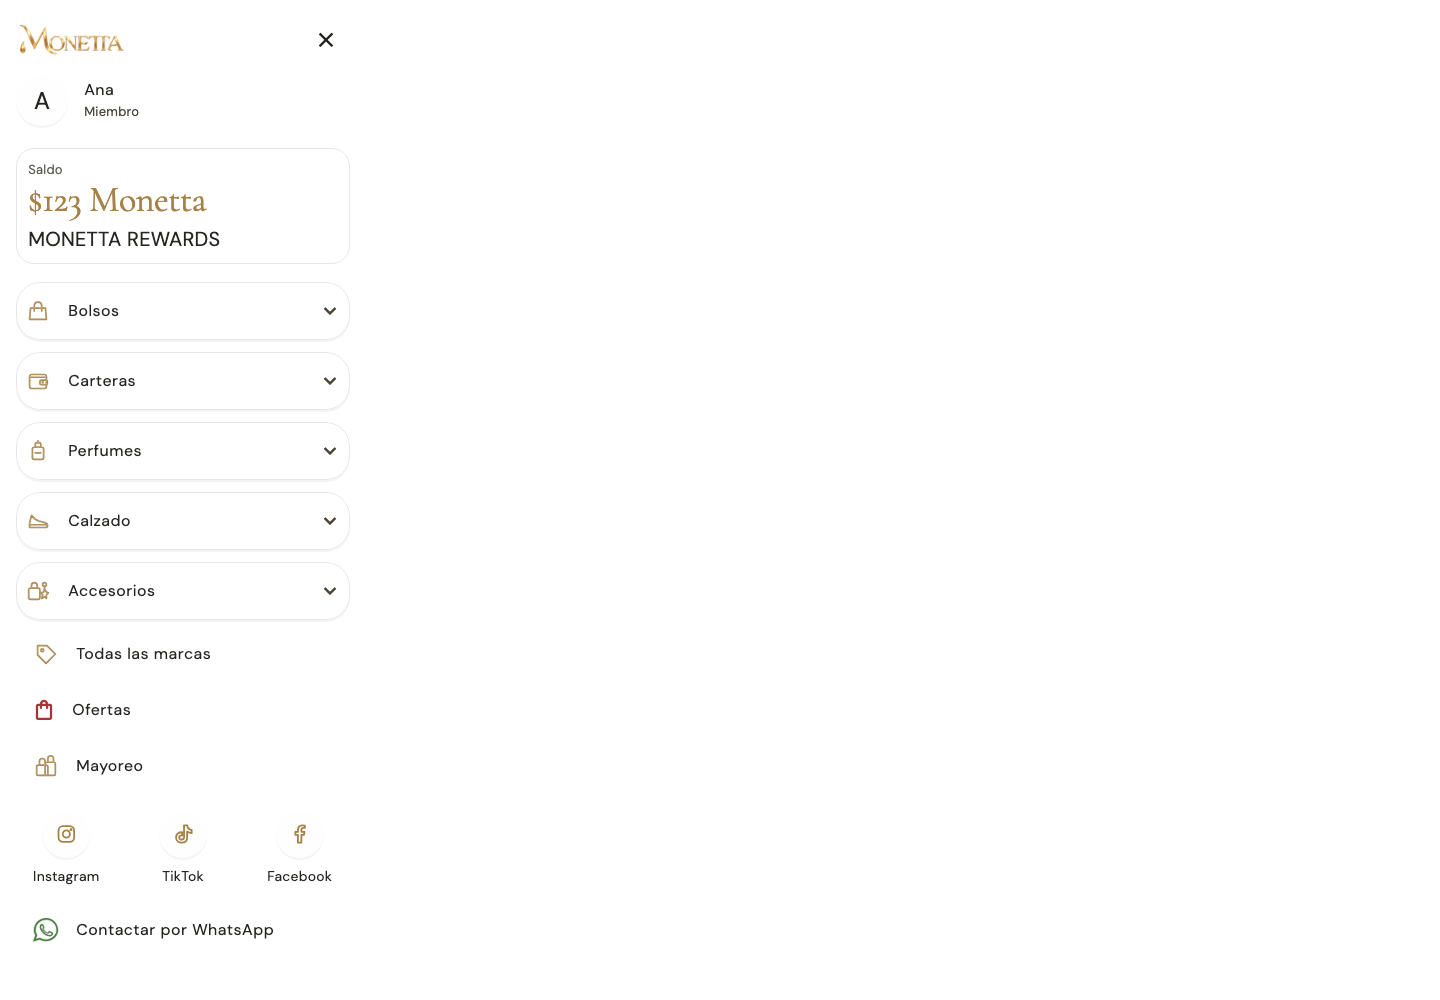 MONETTA
A
Ana
Miembro
Saldo
$123 Monetta
MONETTA REWARDS
Bolsos
Carteras
Perfumes
Calzado
Accesorios
Todas las marcas
Ofertas
Mayoreo
Instagram TikTok Facebook
Contactar por WhatsApp